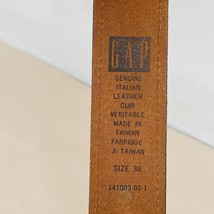 GAP
GENUINE
ITALIAN
LEATHER
CUIR
VERITABLE
MADE IN
TAIWAN
FABRIQUE
A TAIWAN
SIZE 36
141003-02-1